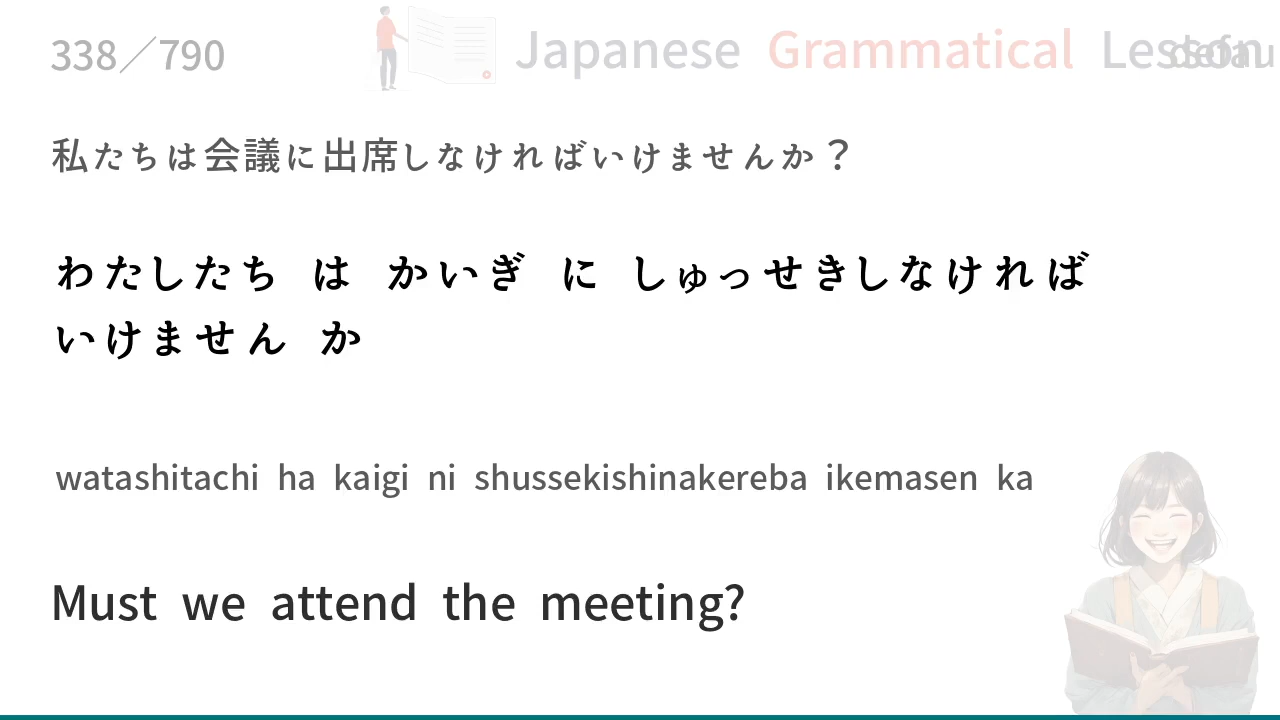 338／790
Japanese Grammatical Lesson
私たちは会議に出席しなければいけませんか？
わたしたち は かいぎ に しゅっせきしなければ
いけません か
watashitachi ha kaigi ni shussekishinakereba ikemasen ka
Must we attend the meeting?